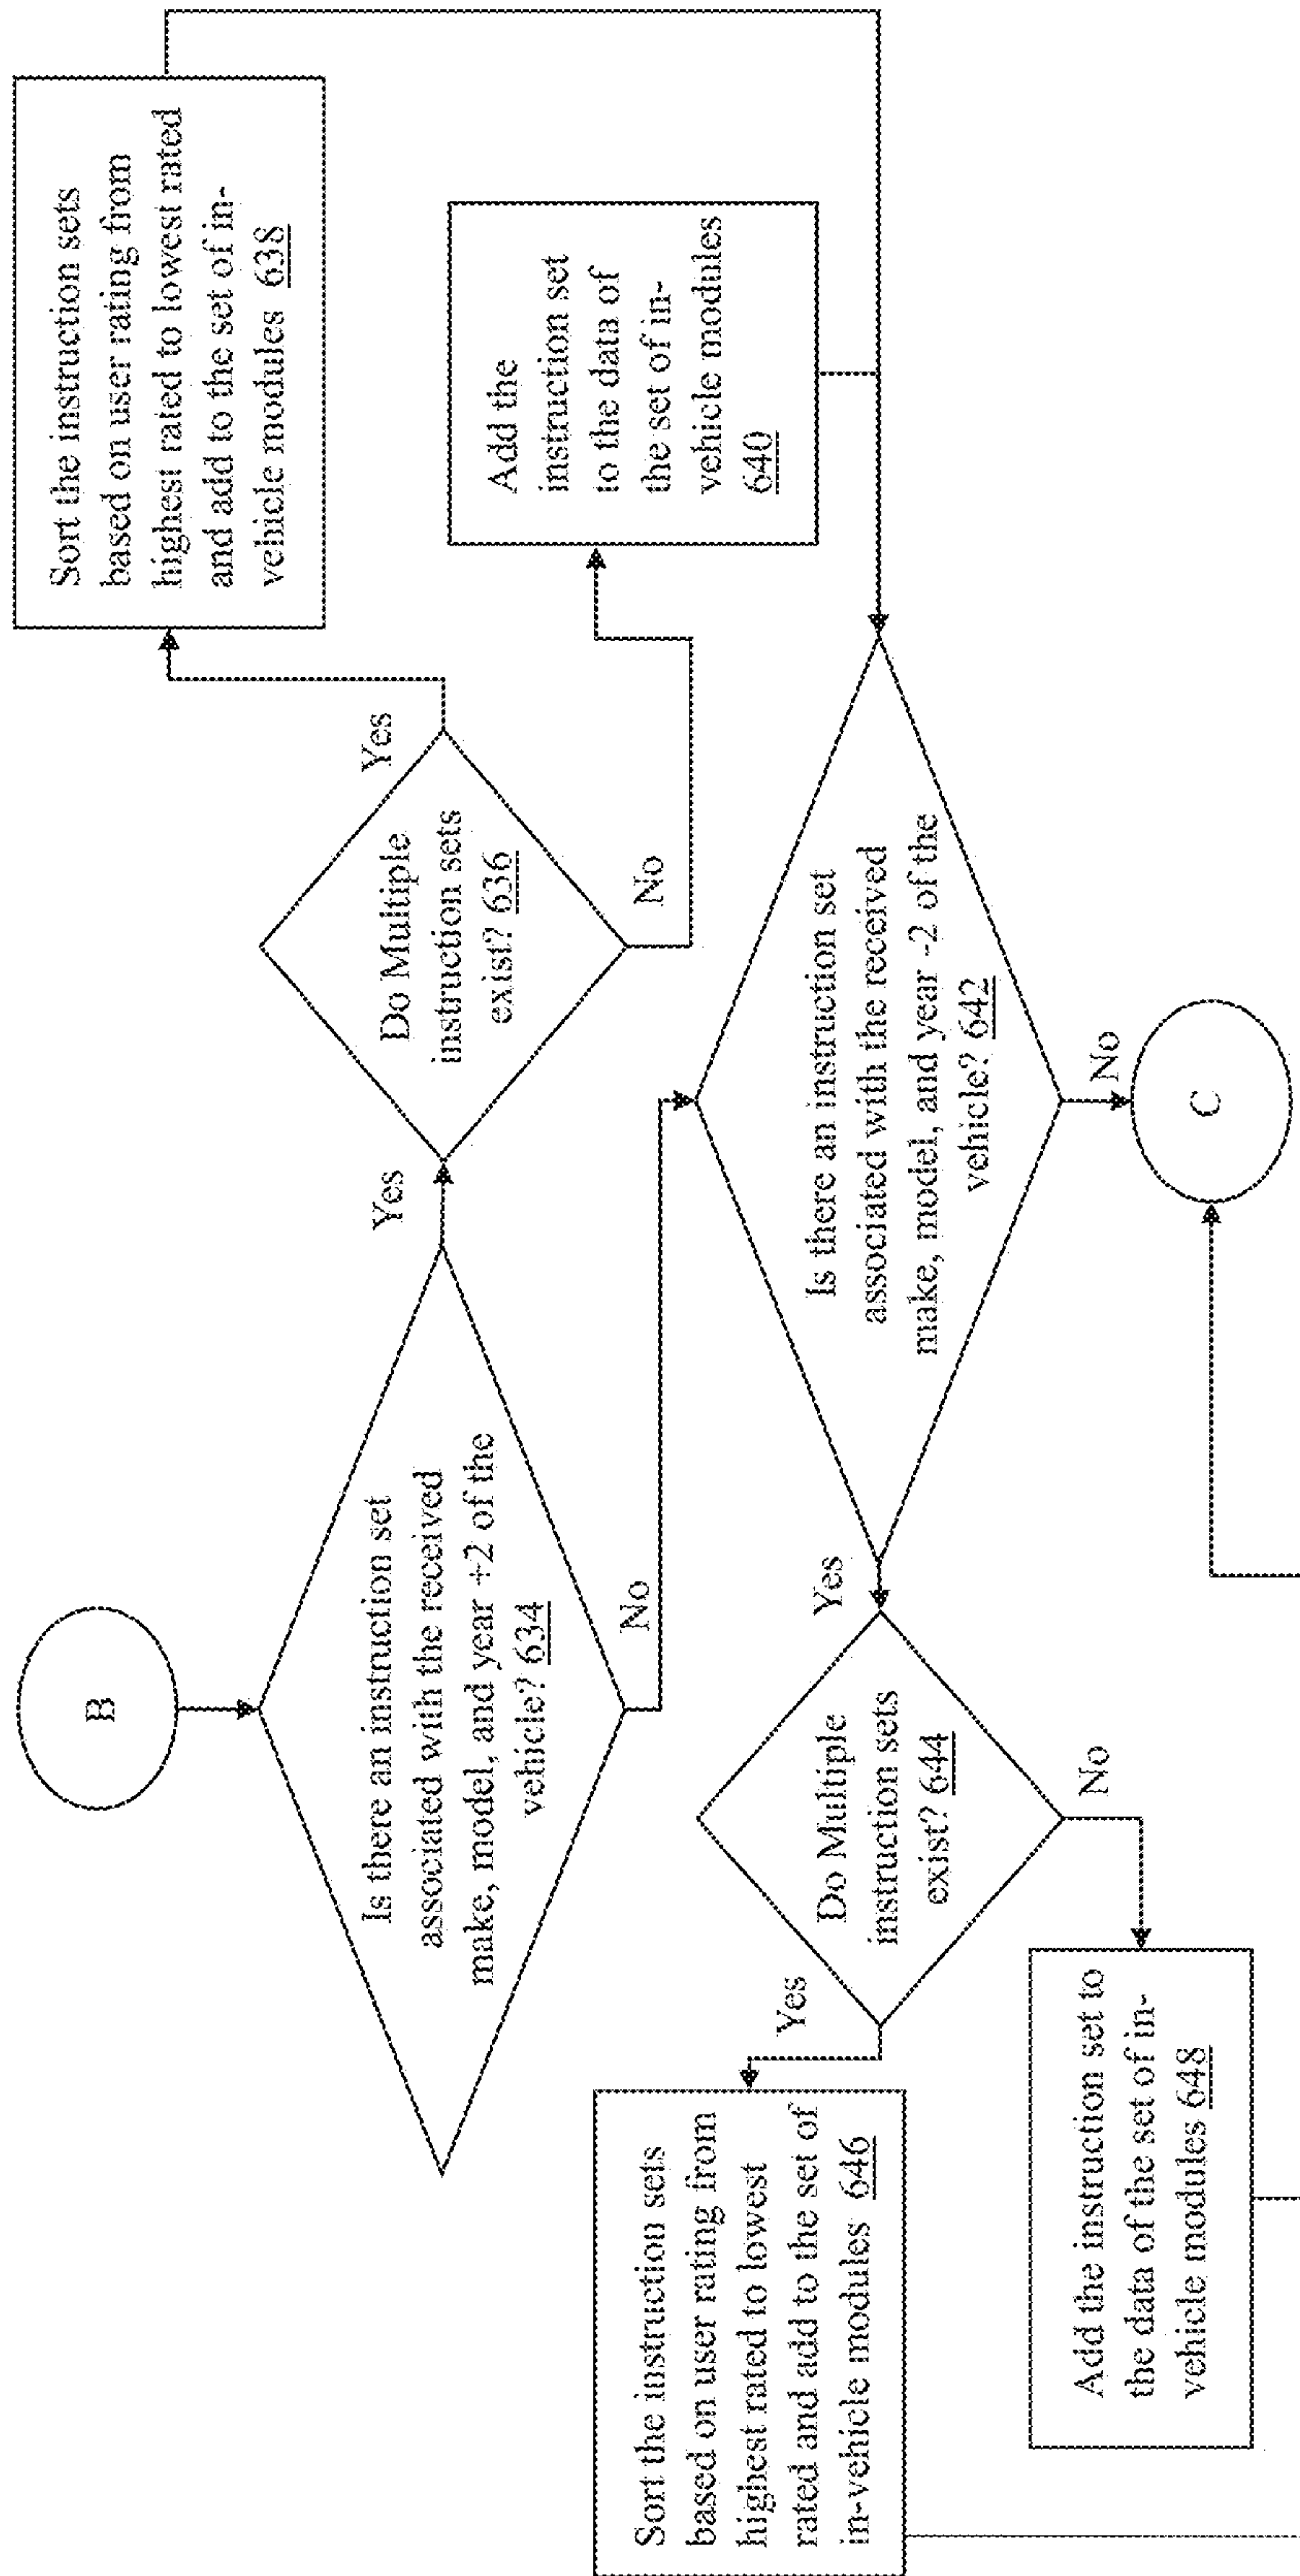 B
Is there an instruction set
associated with the received
make, model, and year +2 of the
vehicle? 634
Yes
No
Do Multiple
instruction sets
exist? 636
Yes
No
Sort the instruction sets
based on user rating from
highest rated to lowest rated
and add to the set of in-
vehicle modules 638
Add the
instruction set
to the data of
the set of in-
vehicle modules
640
Is there an instruction set
associated with the received
make, model, and year -2 of the
vehicle? 642
Yes
No
Do Multiple
instruction sets
exist? 644
Yes
No
Sort the instruction sets
based on user rating from
highest rated to lowest
rated and add to the set of
in-vehicle modules 646
Add the instruction set to
the data of the set of in-
vehicle modules 648
C